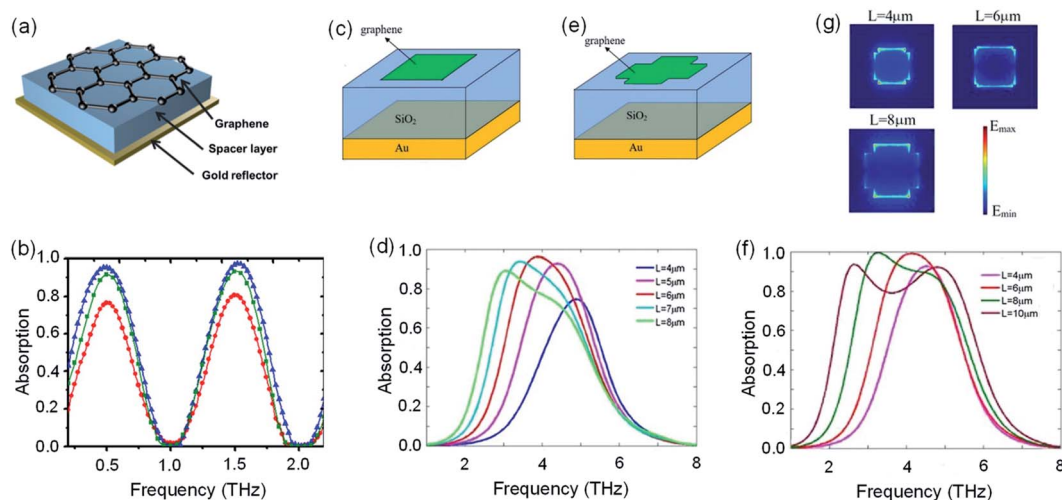 (a)
Graphene
Spacer layer
Gold reflector
(c)
graphene
SiO2
Au
(e)
graphene
SiO2
Au
(g)
L=4μm
L=6μm
L=8μm
Emax
Emin
(b)
Absorption
1.0
0.8
0.6
0.4
0.2
0.0
0.5
1.0
1.5
2.0
Frequency (THz)
(d)
Absorption
1.0
0.8
0.6
0.4
0.2
0.0
L=4μm
L=5μm
L=6μm
L=7μm
L=8μm
2
4
6
8
Frequency (THz)
(f)
Absorption
1.0
0.8
0.6
0.4
0.2
0.0
L=4μm
L=6μm
L=8μm
L=10μm
2
4
6
8
Frequency (THz)